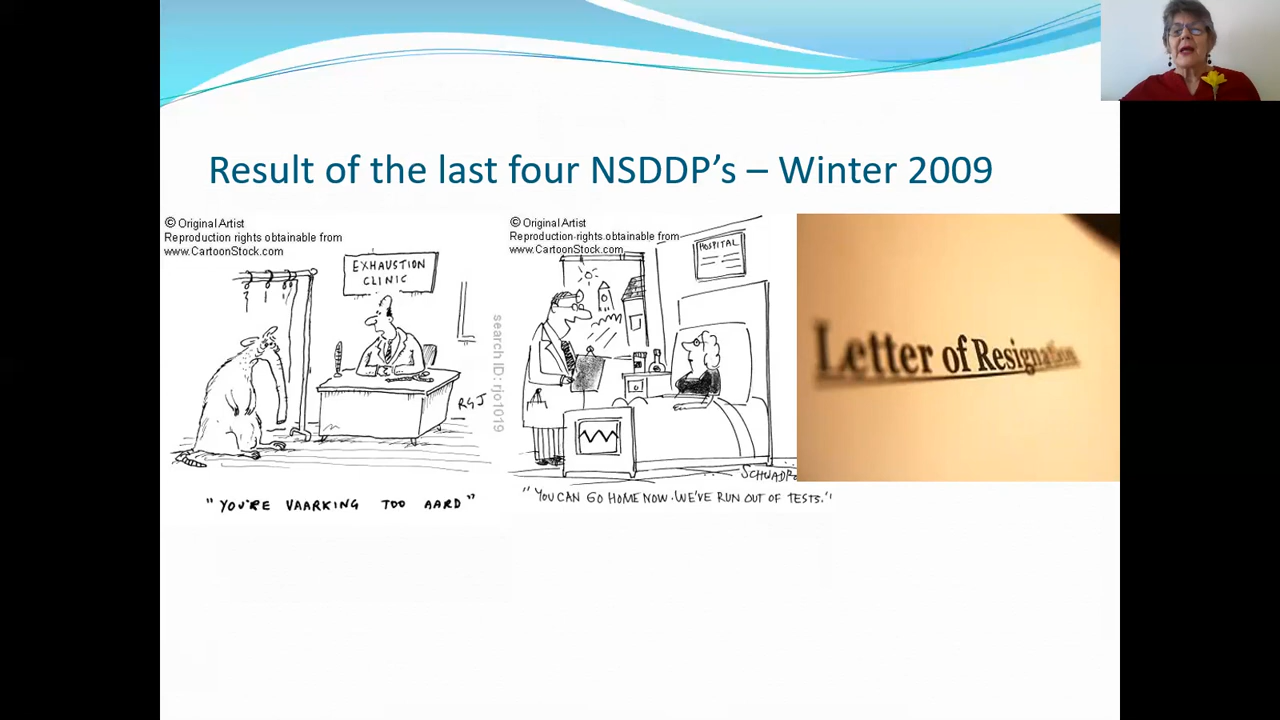 Result of the last four NSDDP’s – Winter 2009
© Original Artist
Reproduction rights obtainable from
www.CartoonStock.com
EXHAUSTION
CLINIC
RGJ
"YOU'RE VAARKING TOO AARD"
search ID: rjo1019
© Original Artist
Reproduction rights obtainable from
www.CartoonStock.com
HOSPITAL
"YOU CAN GO HOME NOW. WE'VE RUN OUT OF TESTS."
Letter of Resignation